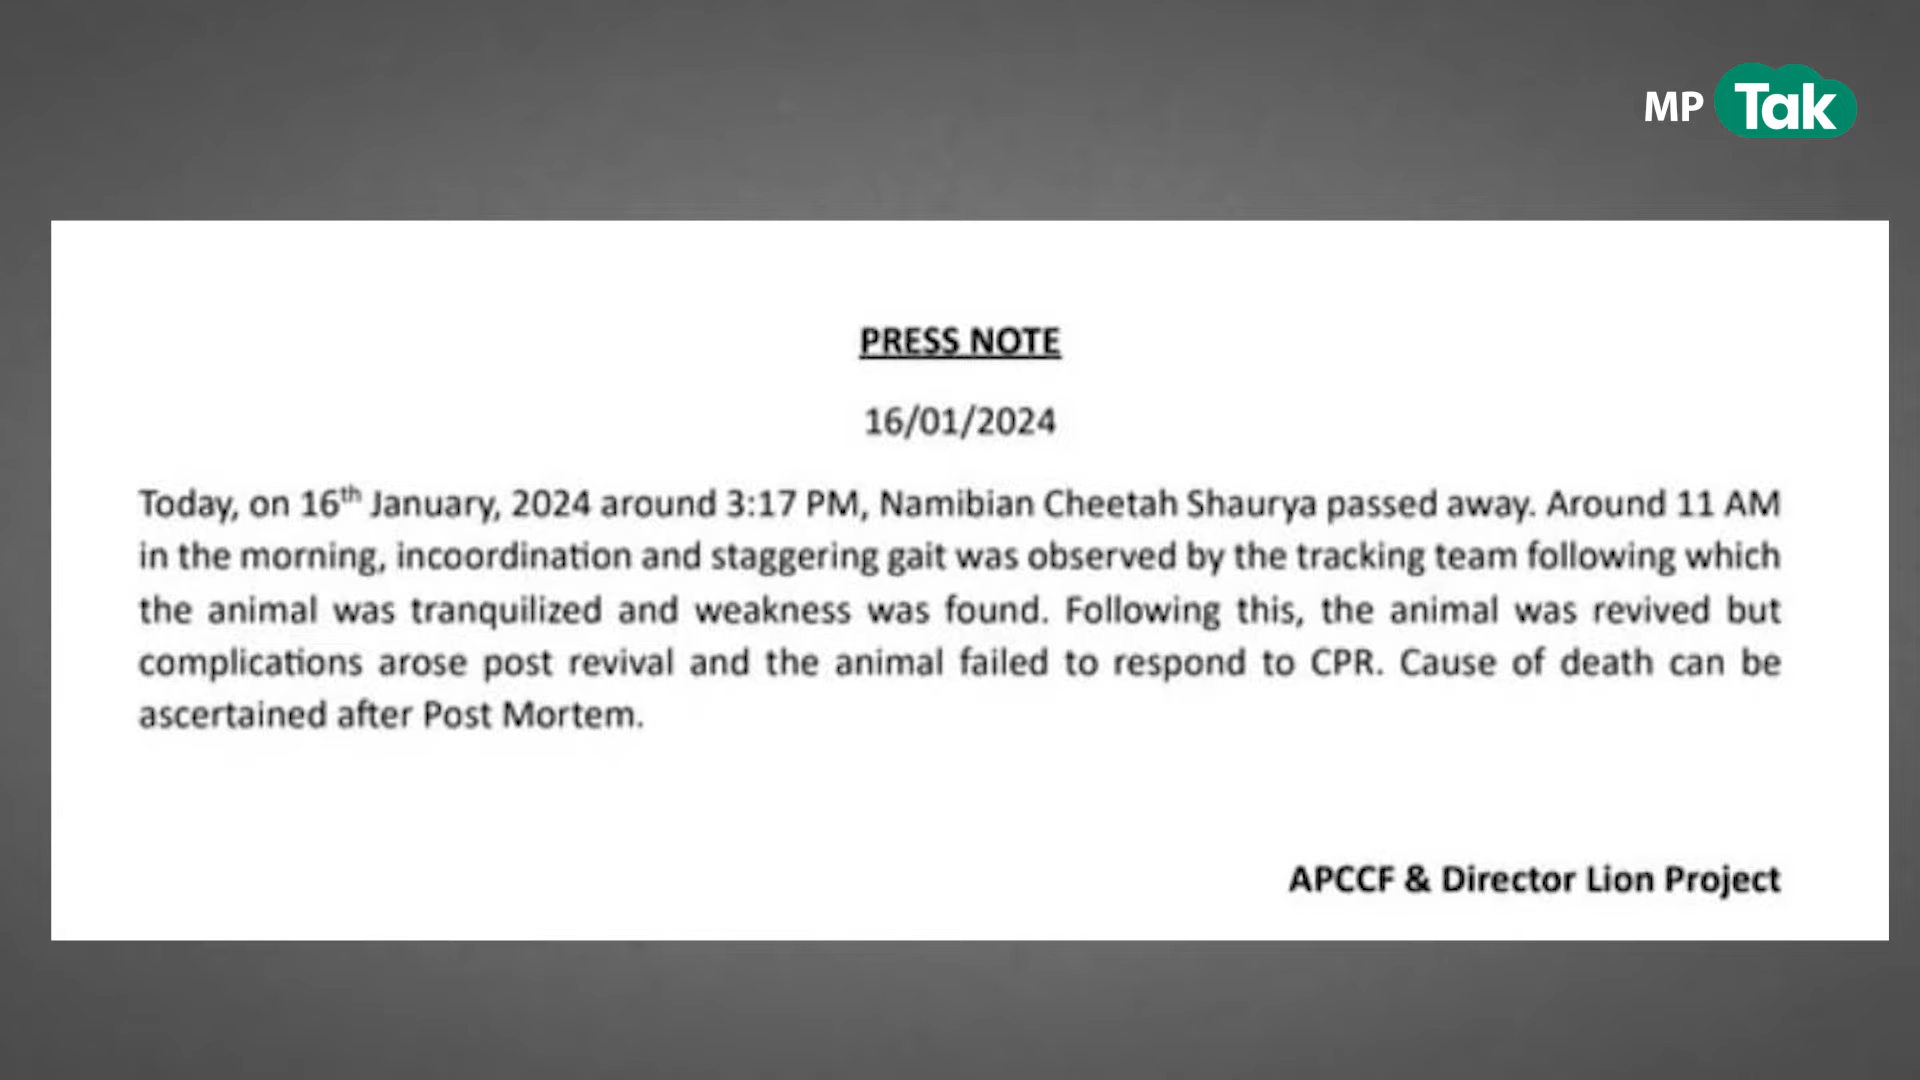 MP Tak
PRESS NOTE
16/01/2024
Today, on 16th January, 2024 around 3:17 PM, Namibian Cheetah Shaurya passed away. Around 11 AM
in the morning, incoordination and staggering gait was observed by the tracking team following which
the animal was tranquilized and weakness was found. Following this, the animal was revived but
complications arose post revival and the animal failed to respond to CPR. Cause of death can be
ascertained after Post Mortem.
APCCF & Director Lion Project